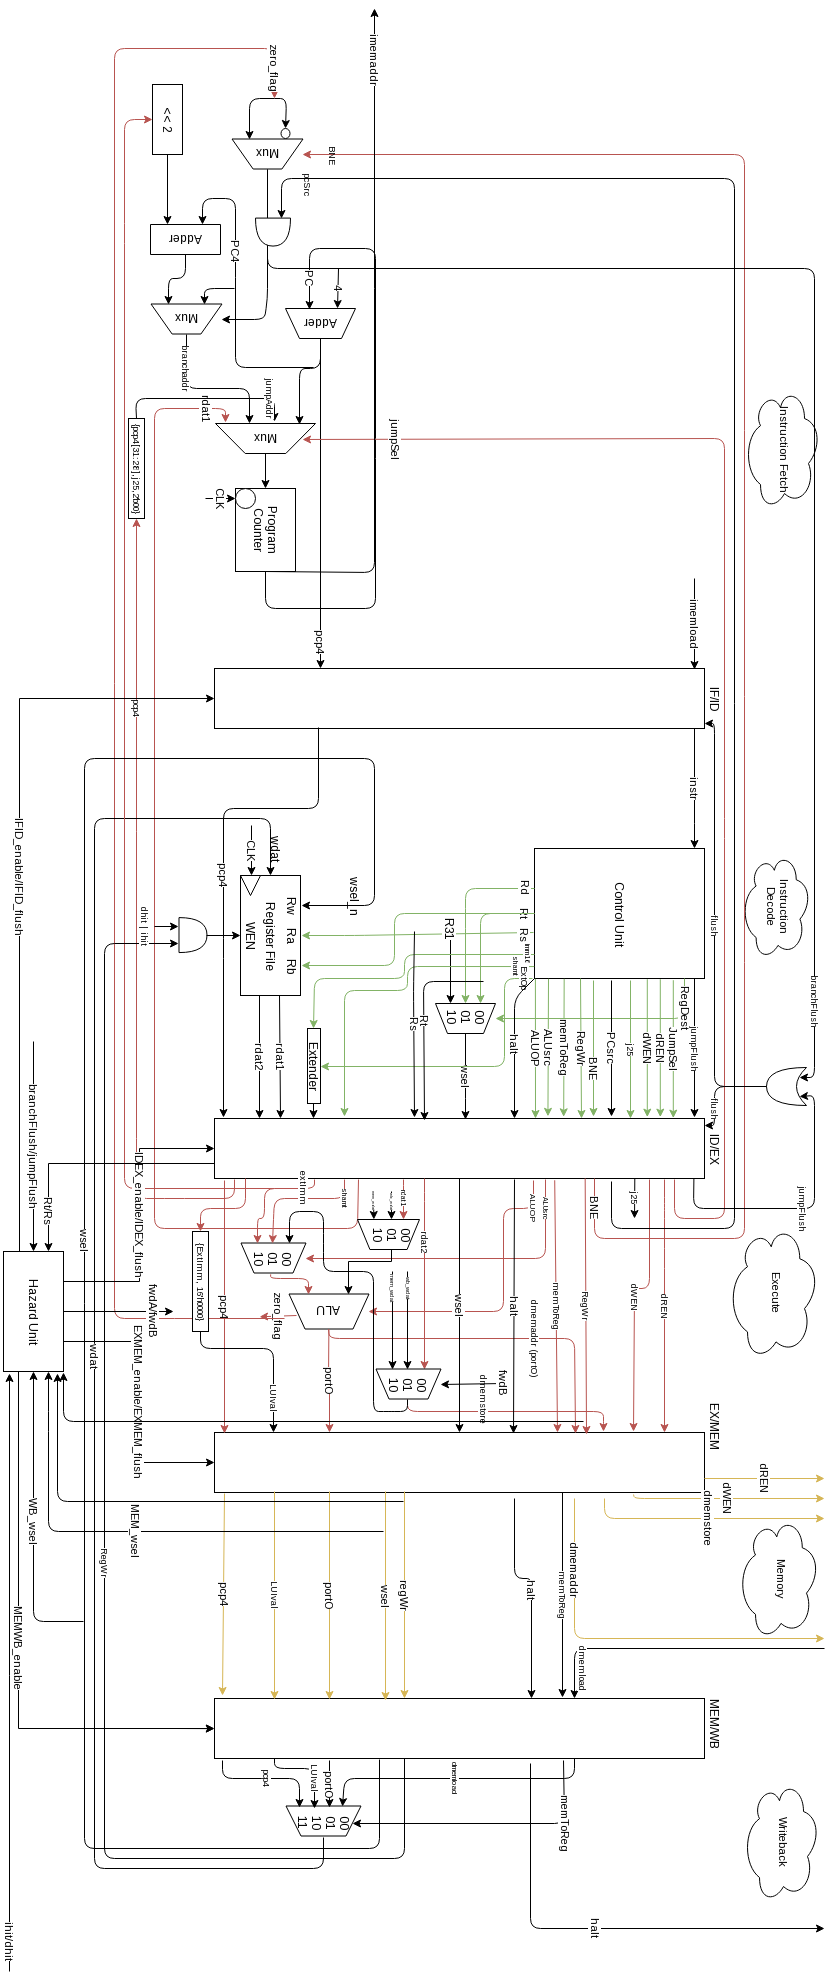 imemaddr
zero_flag
<< 2
Mux
BNE
pcSrc
Adder
PC4
PC
4
Adder
Mux
branchaddr
jumpAddr
rdat1
Mux
jumpSel
Instruction Fetch
{pcp4[31:28],j25,2'b00}
CLK
Program
Counter
pcp4
imemload
IF/ID
pcp4
instr
IFID_enable/IFID_flush
wdat
CLK
pcp4
wsel_n
Rw
Ra
Rb
Register File
WEN
dhit | ihit
Control Unit
Rd
Rt
Rs
imm16
ExtOp
shamt
R31
Instruction
Decode
flush
branchFlush
00
01
10
RegDest
jumpFlush
JumpSel
dREN
dWEN
j25
PCsrc
BNE
RegWr
memToReg
ALUsrc
ALUOP
halt
wsel
Rt
Rs
Extender
rdat1
rdat2
flush
ID/EX
branchFlush/jumpFlush
IDEX_enable/IDEX_flush
Rt/Rs
wsel
extImm
shamt
rdat1
00
01
10
rdat2
ALUOP
ALUsrc
BNE
j25
jumpFlush
Execute
00
01
10
{ExtImm, 16'h0000}
Hazard Unit
fwdA/fwdB
EXMEM_enable/EXMEM_flush
wdat
pcp4
zero_flag
ALU
wsel
halt
memToReg
dmemaddr (portO)
RegWr
dWEN
dREN
LUIval
portO
00
01
10
fwdB
dmemstore
EX/MEM
dREN
dWEN
dmemstore
Memory
WB_wsel
MEM_wsel
RegWr
MEMWB_enable
pcp4
LUIval
portO
wsel
regWr
halt
memToReg
dmemaddr
dmemload
MEM/WB
pcp4
LUIval
portO
dmemload
00
01
10
11
memToReg
Writeback
halt
ihit/dhit